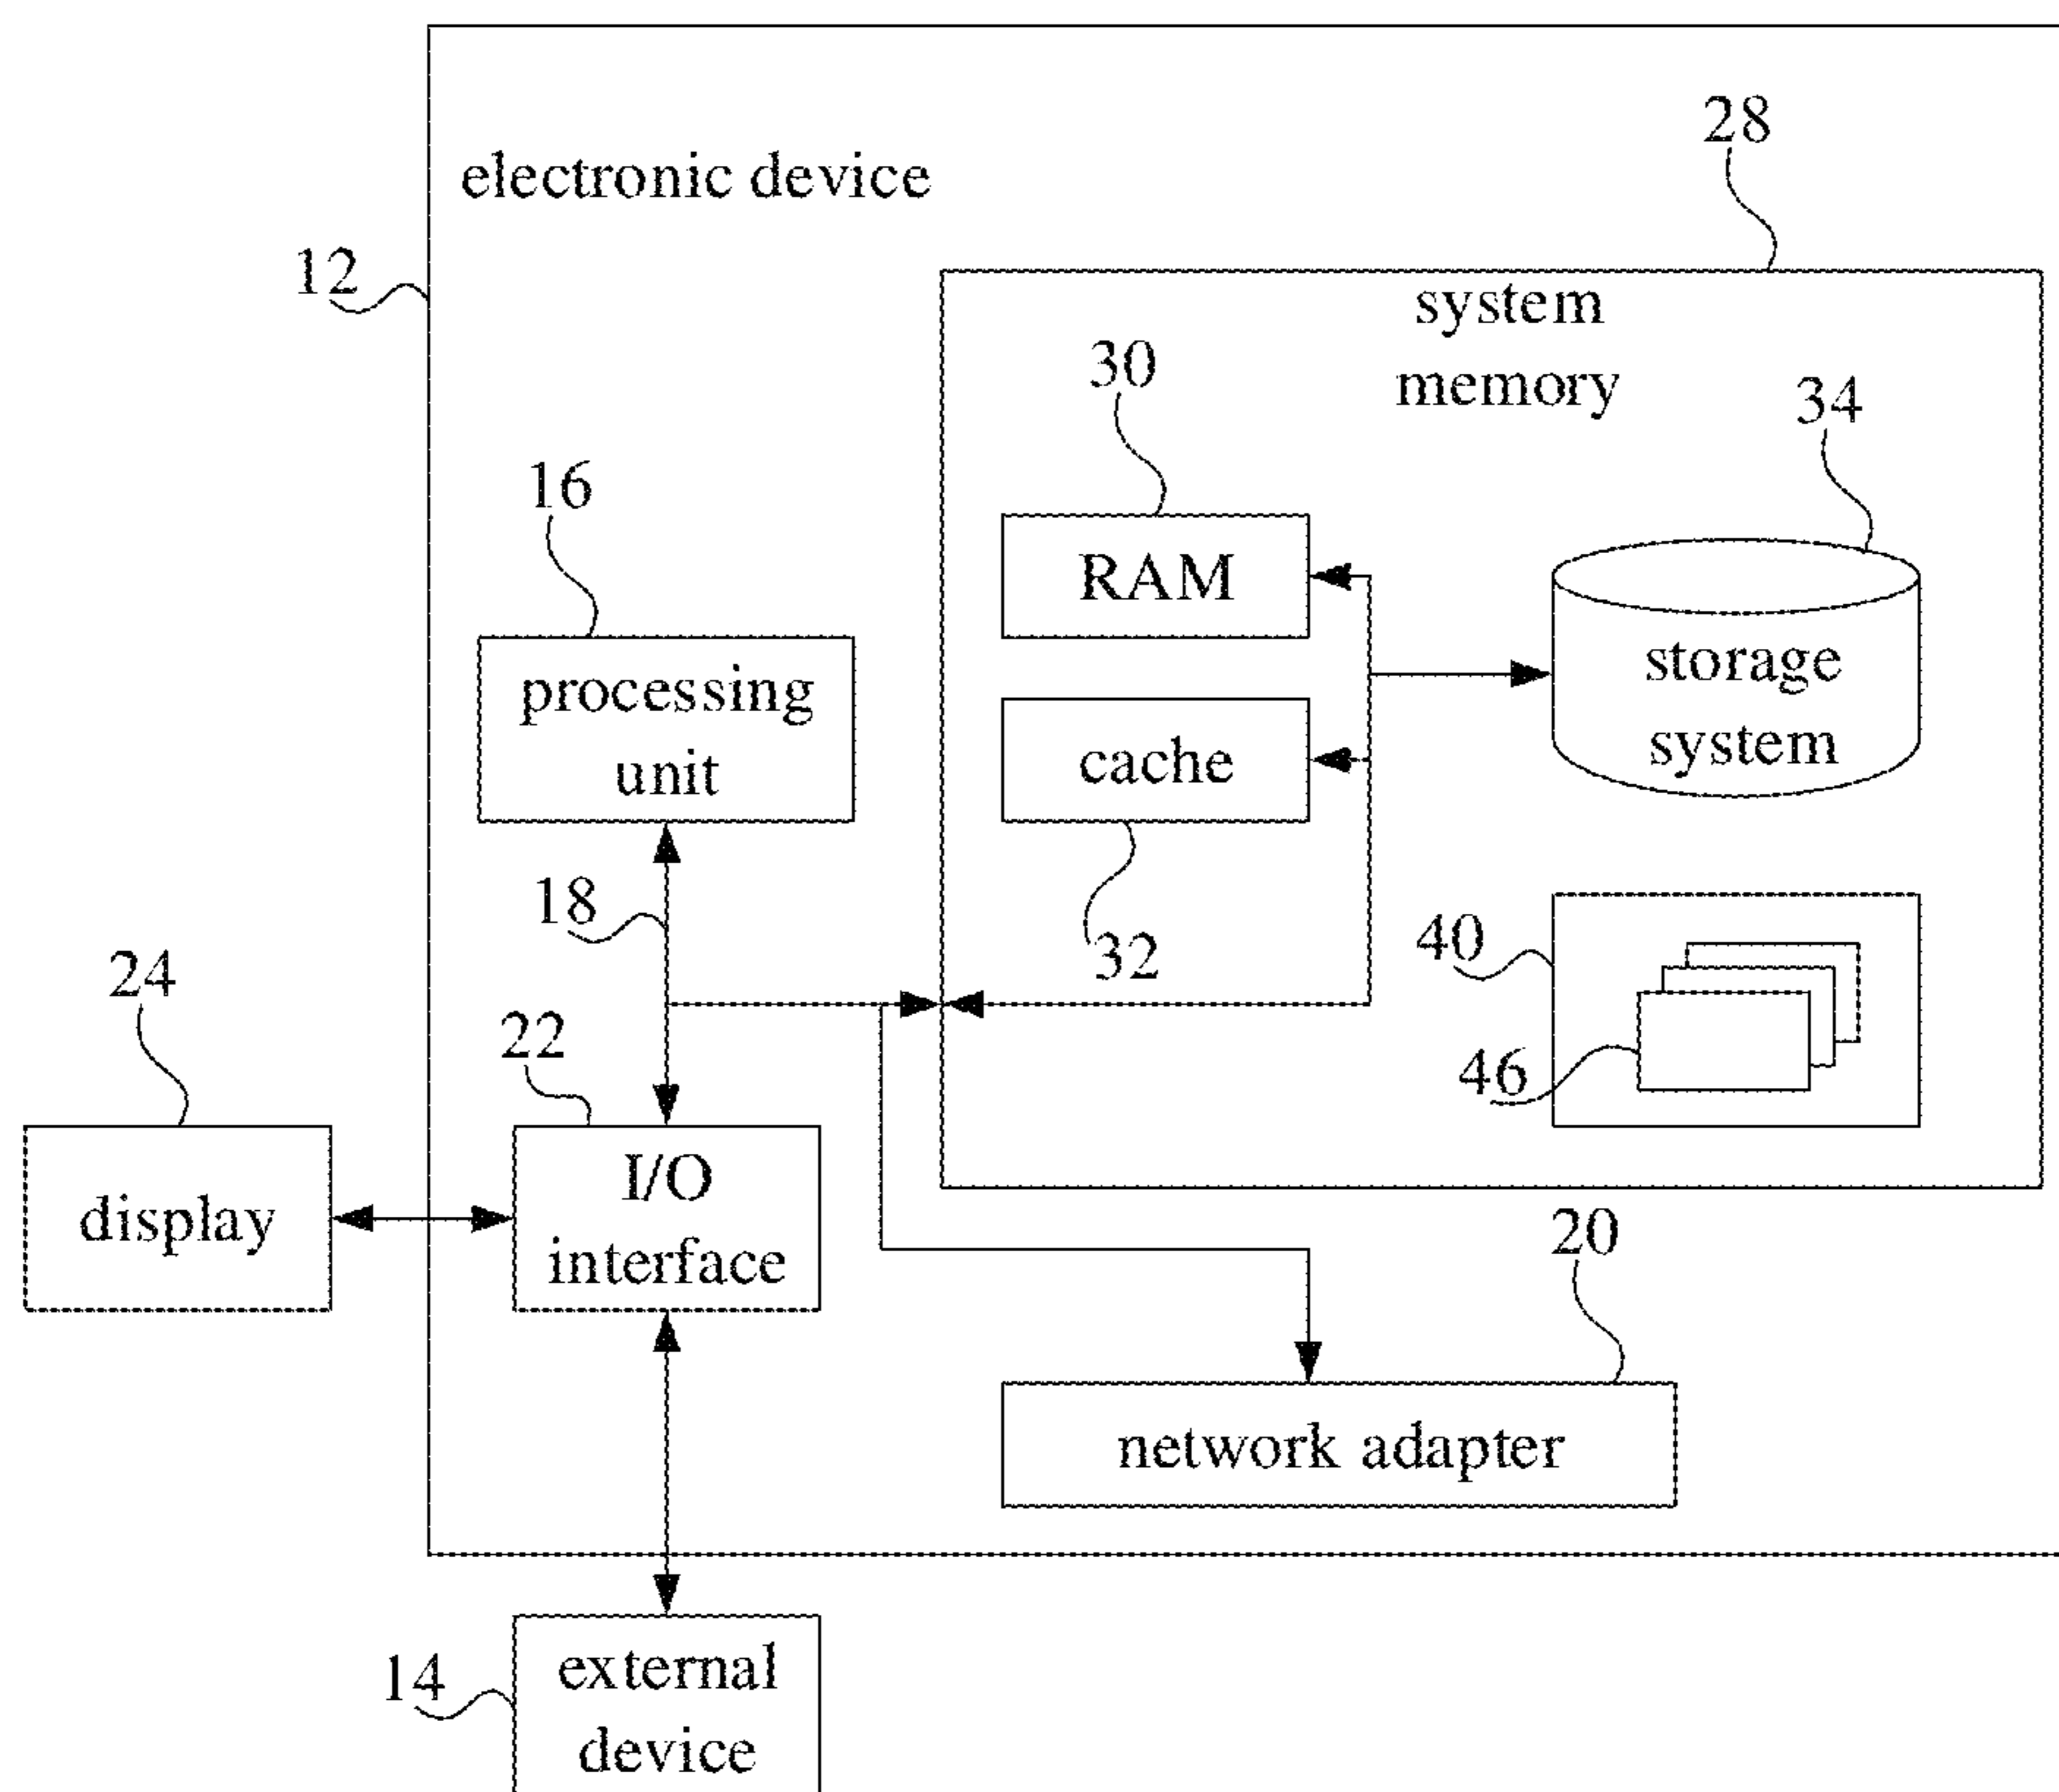 28
electronic device
12
system
memory
30
34
16
RAM
storage
system
processing
unit
cache
18
32
40
24
22
46
I/O
interface
display
20
network adapter
14
external
device